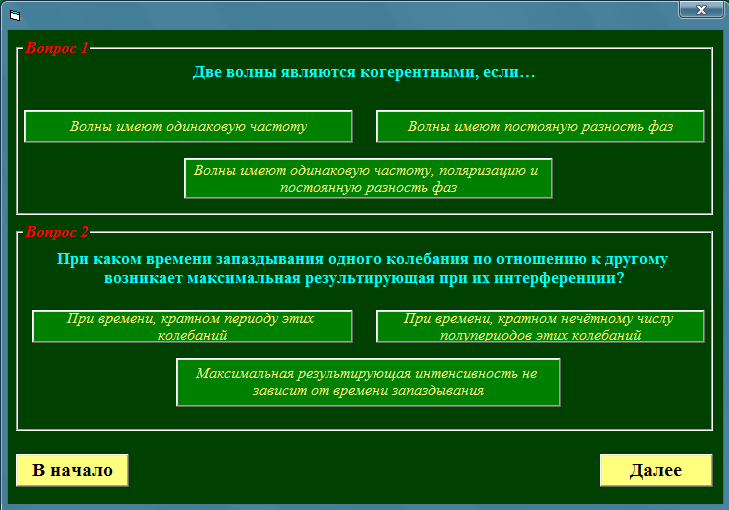 Вопрос 1
Две волны являются когерентными, если…
Волны имеют одинаковую частоту
Волны имеют постояную разность фаз
Волны имеют одинаковую частоту, поляризацию и
постоянную разность фаз
Вопрос 2
При каком времени запаздывания одного колебания по отношению к другому
возникает максимальная результирующая при их интерференции?
При времени, кратном периоду этих
колебаний
При времени, кратном нечётному числу
полупериодов этих колебаний
Максимальная результирующая интенсивность не
зависит от времени запаздывания
В начало
Далее